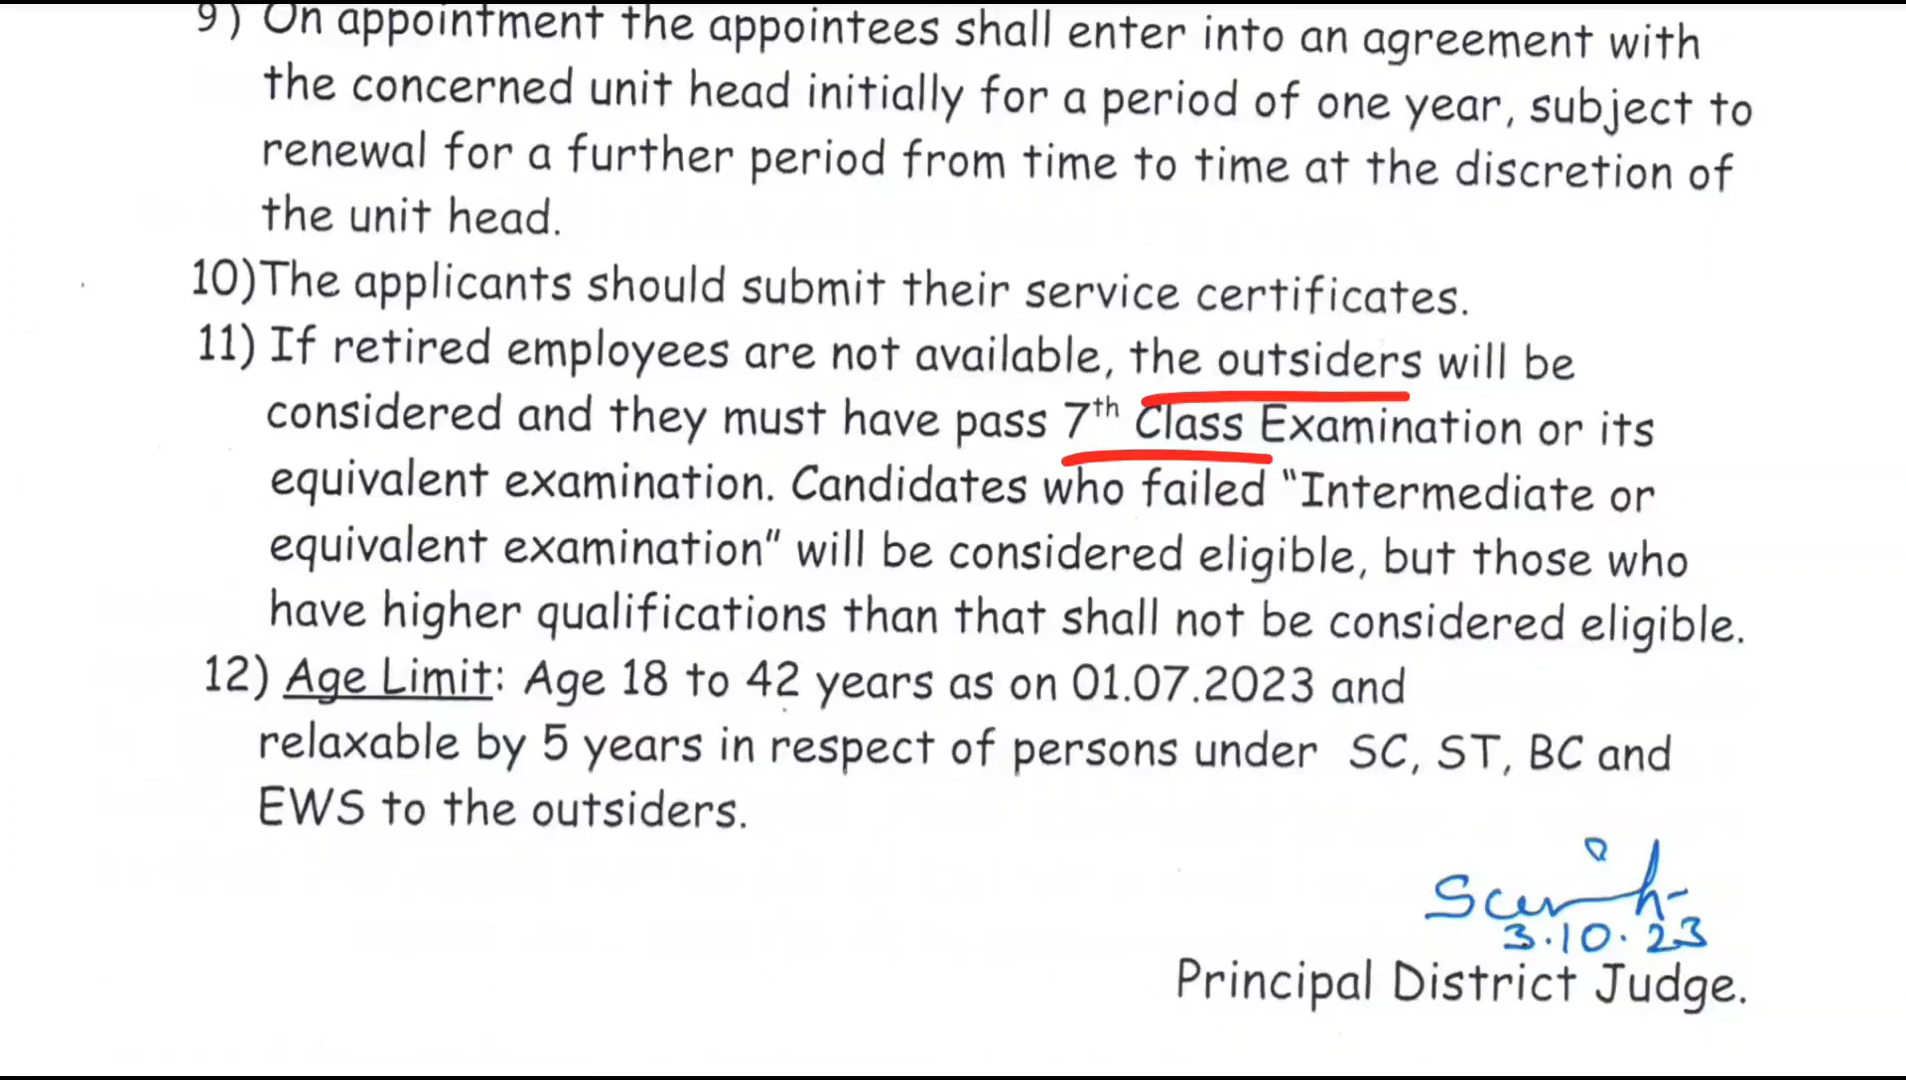 9) On appointment the appointees shall enter into an agreement with
the concerned unit head initially for a period of one year, subject to
renewal for a further period from time to time at the discretion of
the unit head.
10)The applicants should submit their service certificates.
11) If retired employees are not available, the outsiders will be
considered and they must have pass 7th Class Examination or its
equivalent examination. Candidates who failed "Intermediate or
equivalent examination" will be considered eligible, but those who
have higher qualifications than that shall not be considered eligible.
12) Age Limit: Age 18 to 42 years as on 01.07.2023 and
relaxable by 5 years in respect of persons under SC, ST, BC and
EWS to the outsiders.
3.10.23
Principal District Judge.